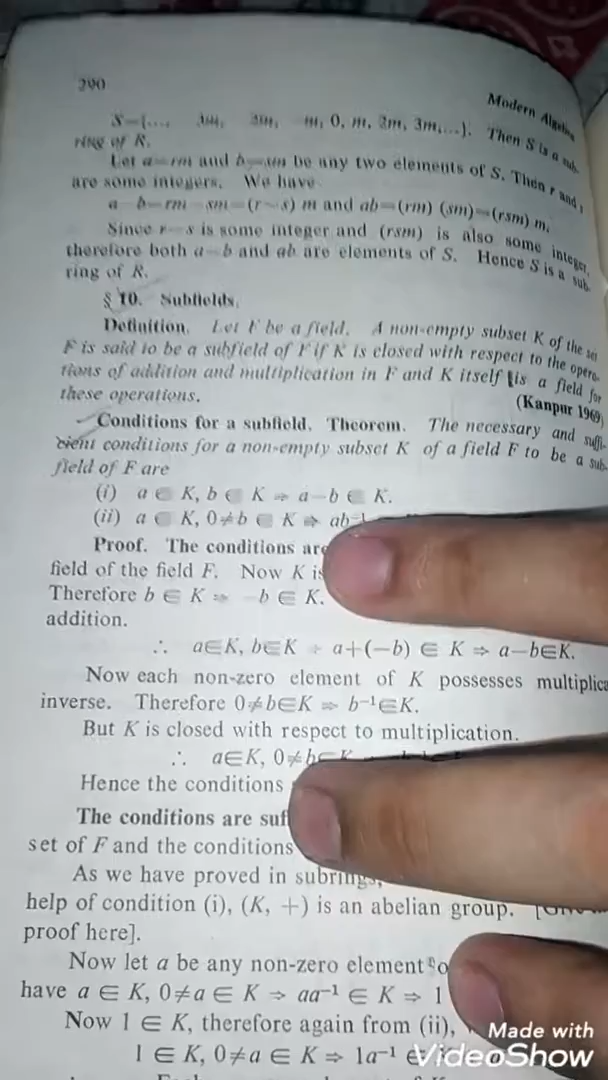 290
Modern Algebra
S={..., 3m, 2m, m, 0, m, 2m, 3m,...}. Then S is a sub-
ring of R.
Let a=rm and b=sm be any two elements of S. Then r and s
are some integers. We have
a-b=rm-sm=(r-s) m and ab=(rm) (sm)=(rsm) m.
Since r-s is some integer and (rsm) is also some integer,
therefore both a-b and ab are elements of S. Hence S is a sub-
ring of R.
§ 10. Subfields.
Definition. Let F be a field. A non-empty subset K of the set
F is said to be a subfield of F if K is closed with respect to the opera-
tions of addition and multiplication in F and K itself is a field for
these operations.
(Kanpur 1969)
Conditions for a subfield. Theorem. The necessary and suffi-
cient conditions for a non-empty subset K of a field F to be a sub-
field of F are
(i) a ∈ K, b ∈ K ⇒ a-b ∈ K.
(ii) a ∈ K, 0≠b ∈ K ⇒
Proof. The conditions are
field of the field F. Now K is
Therefore b ∈ K ⇒ -b ∈ K.
addition.
∴ a∈K, b∈K ⇒ a+(-b) ∈ K ⇒ a-b∈K.
Now each non-zero element of K possesses multiplica
inverse. Therefore 0≠b∈K ⇒ b⁻¹∈K.
But K is closed with respect to multiplication.
∴ a∈K, 0≠b∈K
Hence the conditions
The conditions are suf
set of F and the conditions
As we have proved in subrings,
help of condition (i), (K, +) is an abelian group.
proof here].
Now let a be any non-zero element o
have a ∈ K, 0≠a ∈ K ⇒ aa⁻¹ ∈ K ⇒ 1
Now 1 ∈ K, therefore again from (ii),
1 ∈ K, 0≠a ∈ K ⇒ 1a⁻¹ ∈
Made with
VideoShow